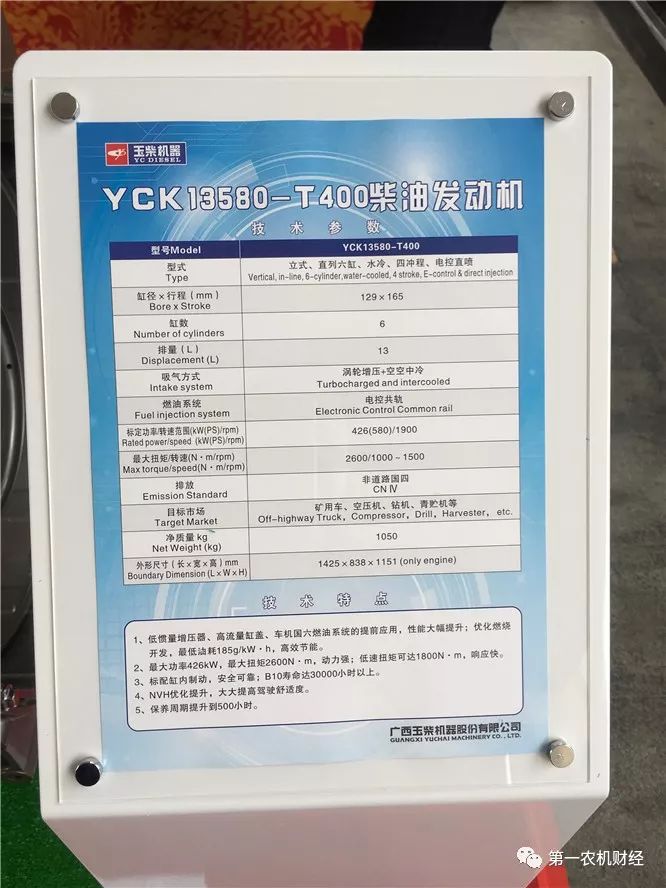 玉柴机器
YC DIESEL
YCK13580-T400柴油发动机
技术参数
型号Model YCK13580-T400
型式 立式、直列六缸、水冷、四冲程、电控直喷
Type Vertical, in-line, 6-cylinder,water-cooled, 4 stroke, E-control & direct injection
缸径×行程（mm）
Bore x Stroke
129×165
缸数
Number of cylinders
6
排量（L）
Displacement (L)
13
吸气方式 涡轮增压+空空中冷
Intake system Turbocharged and intercooled
燃油系统 电控共轨
Fuel injection system Electronic Control Common rail
标定功率/转速范围(kW(PS)/rpm)
Rated power/speed (kW(PS)/rpm)
426(580)/1900
最大扭矩/转速(N·m/rpm)
Max torque/speed(N·m/rpm)
2600/1000～1500
排放 非道路国四
Emission Standard CN Ⅳ
目标市场 矿用车、空压机、钻机、青贮机等
Target Market Off-highway Truck, Compressor, Drill, Harvester, etc.
净质量 kg
Net Weight (kg)
1050
外形尺寸（长×宽×高）mm
Boundary Dimension (L x W x H)
1425×838×1151 (only engine)
技术特点
1、低惯量增压器、高流量缸盖、车机国六燃油系统的提前应用，性能大幅提升；优化燃烧
开发，最低油耗185g/kW·h，高效节能。
2、最大功率426kW，最大扭矩2600N·m，动力强；低速扭矩可达1800N·m，响应快。
3、标配缸内制动，安全可靠；B10寿命达30000小时以上。
4、NVH优化提升，大大提高驾驶舒适度。
5、保养周期提升到500小时。
广西玉柴机器股份有限公司
GUANGXI YUCHAI MACHINERY CO., LTD.
第一农机财经